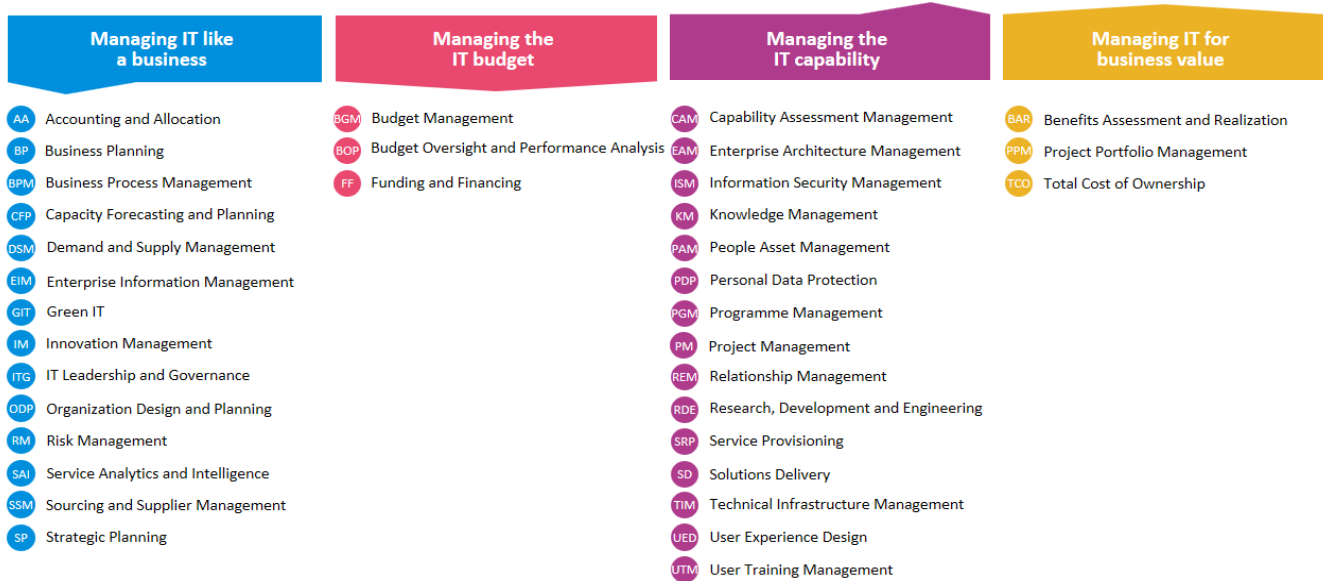 Managing IT like
a business
AA Accounting and Allocation
BP Business Planning
BPM Business Process Management
CFP Capacity Forecasting and Planning
DSM Demand and Supply Management
EIM Enterprise Information Management
GIT Green IT
IM Innovation Management
ITG IT Leadership and Governance
ODP Organization Design and Planning
RM Risk Management
SAI Service Analytics and Intelligence
SSM Sourcing and Supplier Management
SP Strategic Planning
Managing the
IT budget
BGM Budget Management
BOP Budget Oversight and Performance Analysis
FF Funding and Financing
Managing the
IT capability
CAM Capability Assessment Management
EAM Enterprise Architecture Management
ISM Information Security Management
KM Knowledge Management
PAM People Asset Management
PDP Personal Data Protection
PGM Programme Management
PM Project Management
REM Relationship Management
RDE Research, Development and Engineering
SRP Service Provisioning
SD Solutions Delivery
TIM Technical Infrastructure Management
UED User Experience Design
UTM User Training Management
Managing IT for
business value
BAR Benefits Assessment and Realization
PPM Project Portfolio Management
TCO Total Cost of Ownership